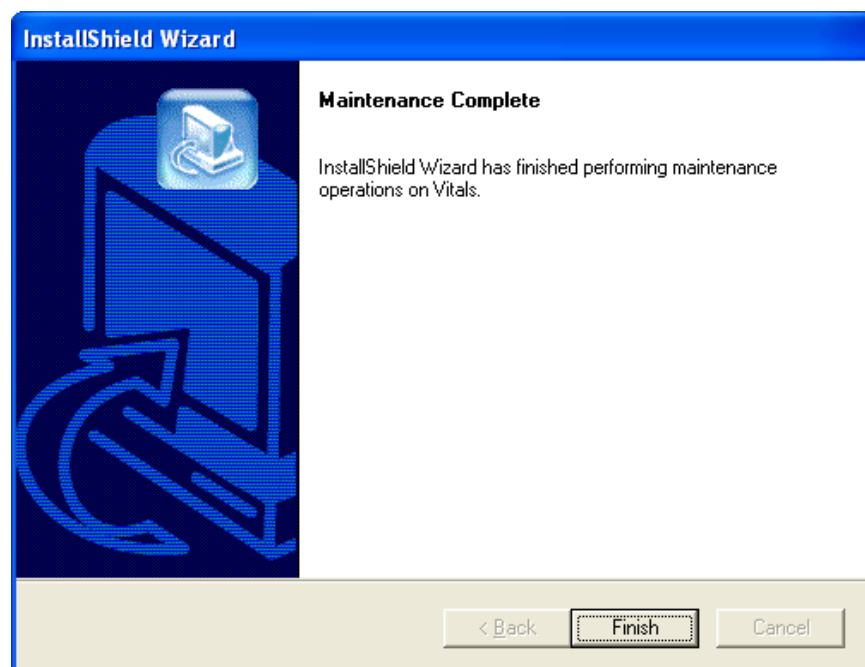 InstallShield Wizard
Maintenance Complete
InstallShield Wizard has finished performing maintenance
operations on Vitals.
< Back Finish Cancel